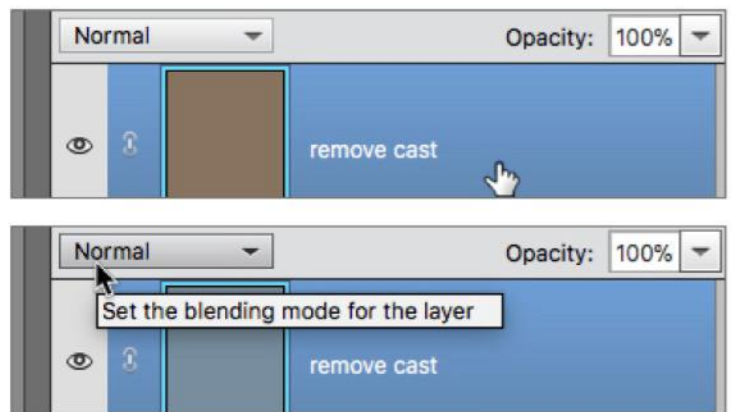 Normal Opacity: 100%
remove cast
Normal Opacity: 100%
Set the blending mode for the layer
remove cast